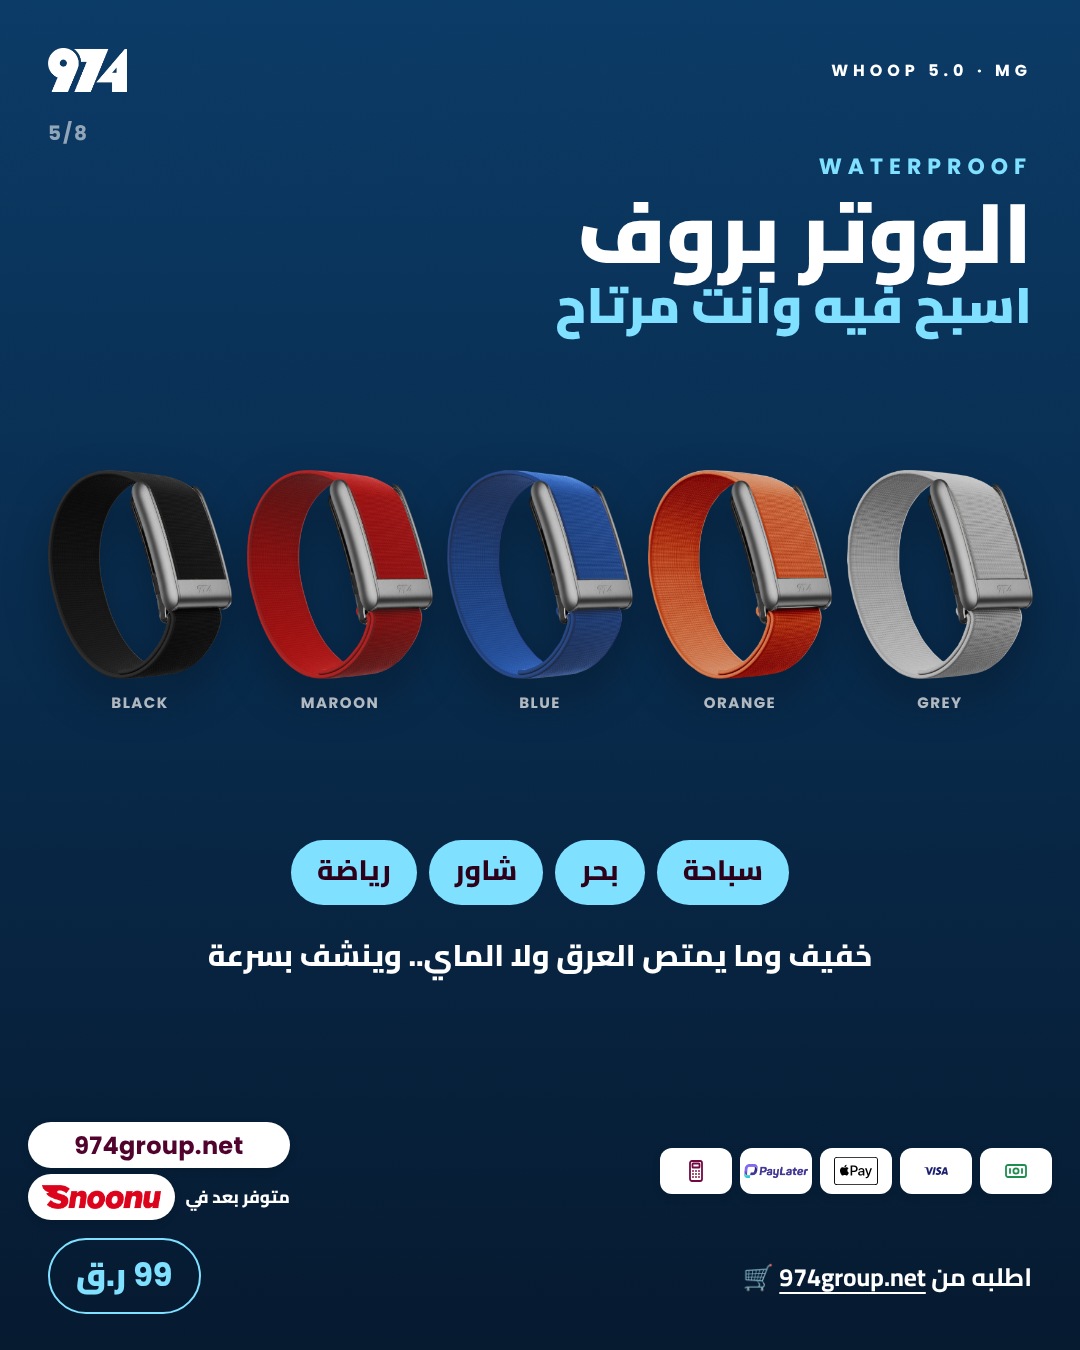 974
WHOOP 5.0 · MG
5/8
WATERPROOF
الووتر بروف
اسبح فيه وانت مرتاح
BLACK
MAROON
BLUE
ORANGE
GREY
سباحة
بحر
شاور
رياضة
خفيف وما يمتص العرق ولا الماي.. وينشف بسرعة
974group.net
متوفر بعد في Snoonu
PayLater
Pay
VISA
99 ر.ق
اطلبه من 974group.net